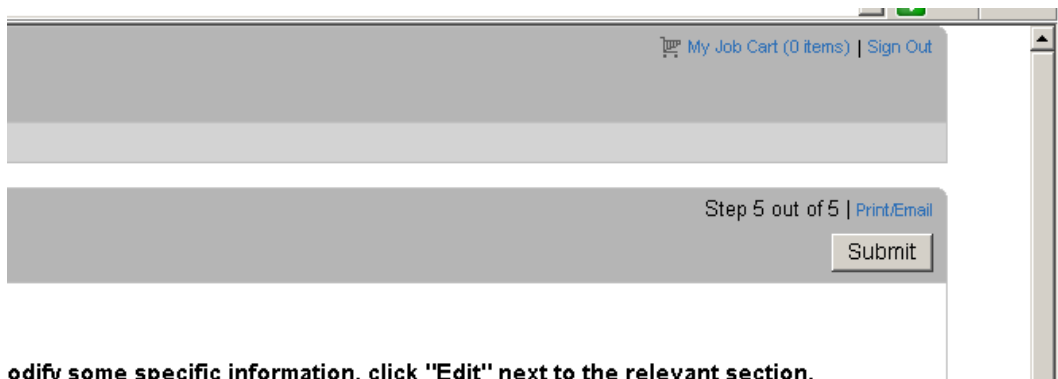 My Job Cart (0 items) | Sign Out
Step 5 out of 5 | Print/Email
Submit
odify some specific information, click "Edit" next to the relevant section.